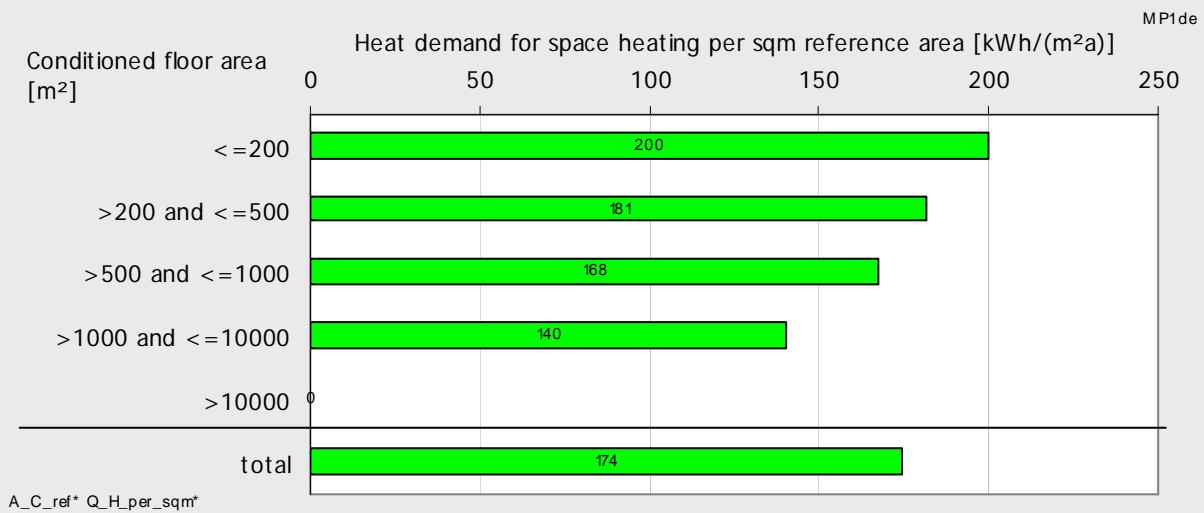 MP1de
Heat demand for space heating per sqm reference area [kWh/(m²a)]
Conditioned floor area
[m²]
0 50 100 150 200 250
<=200 200
>200 and <=500 181
>500 and <=1000 168
>1000 and <=10000 140
>10000 0
total 174
A_C_ref* Q_H_per_sqm*